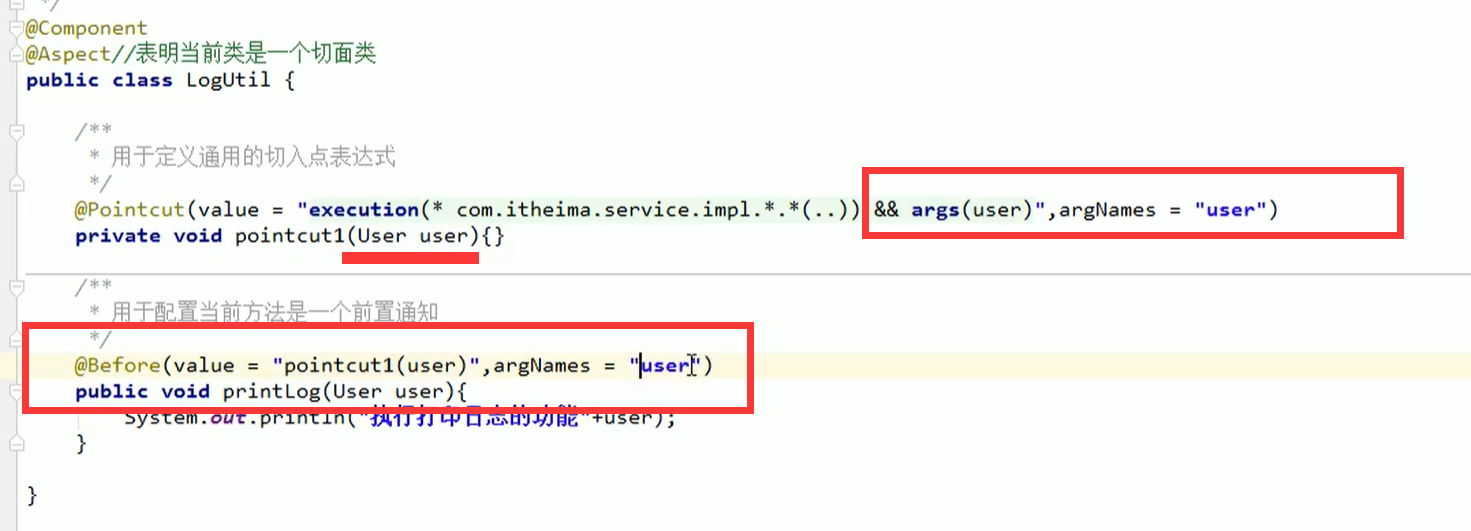 */
@Component
@Aspect//表明当前类是一个切面类
public class LogUtil {
/**
* 用于定义通用的切入点表达式
*/
@Pointcut(value = "execution(* com.itheima.service.impl.*.*(..)) && args(user)",argNames = "user")
private void pointcut1(User user){}
/**
* 用于配置当前方法是一个前置通知
*/
@Before(value = "pointcut1(user)",argNames = "user")
public void printLog(User user){
System.out.println("执行打印日志的功能"+user);
}
}